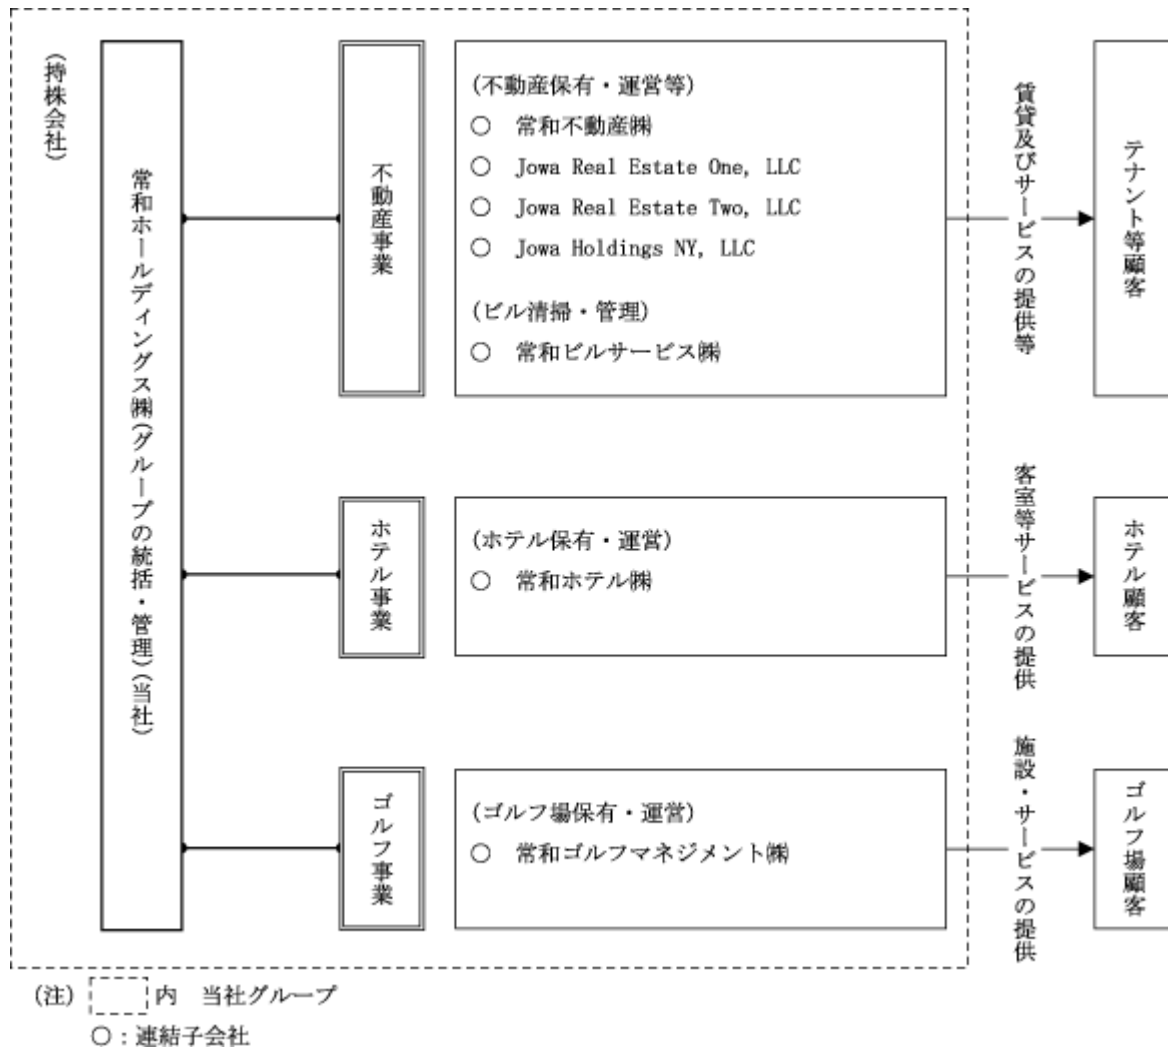 (持株会社)
常和ホールディングス㈱(グループの統括・管理)(当社)
不動産事業
(不動産保有・運営等)
○ 常和不動産㈱
○ Jowa Real Estate One, LLC
○ Jowa Real Estate Two, LLC
○ Jowa Holdings NY, LLC
(ビル清掃・管理)
○ 常和ビルサービス㈱
賃貸及びサービスの提供等
テナント等顧客
ホテル事業
(ホテル保有・運営)
○ 常和ホテル㈱
客室等サービスの提供
ホテル顧客
ゴルフ事業
(ゴルフ場保有・運営)
○ 常和ゴルフマネジメント㈱
施設・サービスの提供
ゴルフ場顧客
(注) 内 当社グループ
○:連結子会社